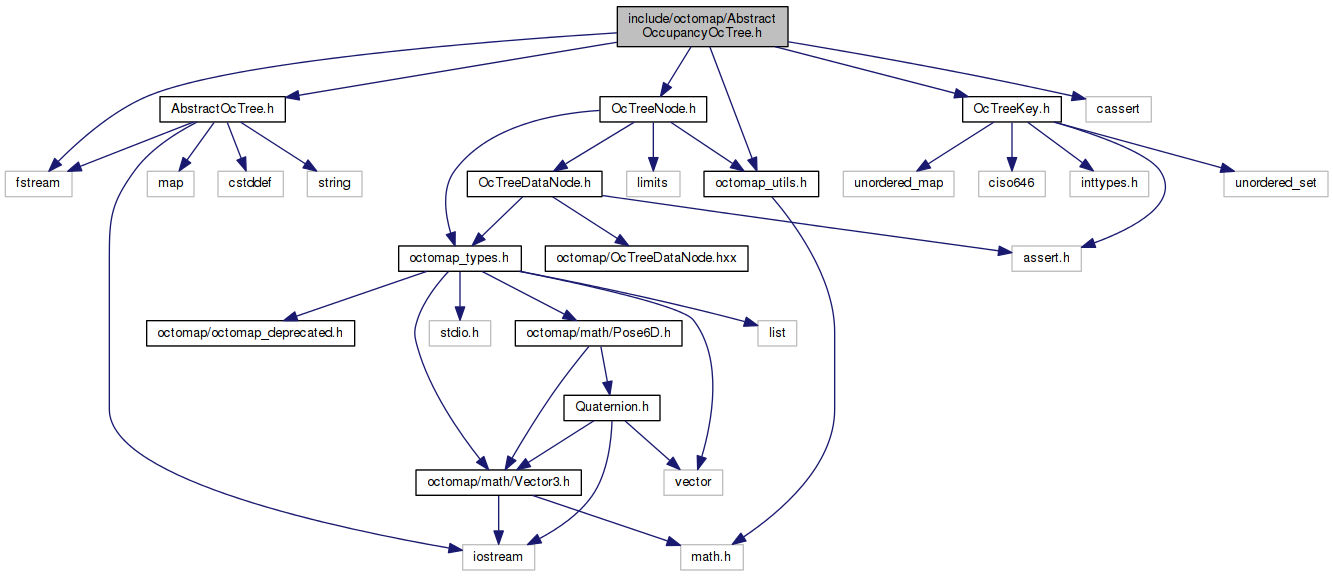 include/octomap/Abstract
OccupancyOcTree.h
AbstractOcTree.h
OcTreeNode.h
OcTreeKey.h
cassert
fstream
map
cstddef
string
OcTreeDataNode.h
limits
octomap_utils.h
unordered_map
ciso646
inttypes.h
unordered_set
octomap_types.h
octomap/OcTreeDataNode.hxx
assert.h
octomap/octomap_deprecated.h
stdio.h
octomap/math/Pose6D.h
list
Quaternion.h
octomap/math/Vector3.h
vector
iostream
math.h